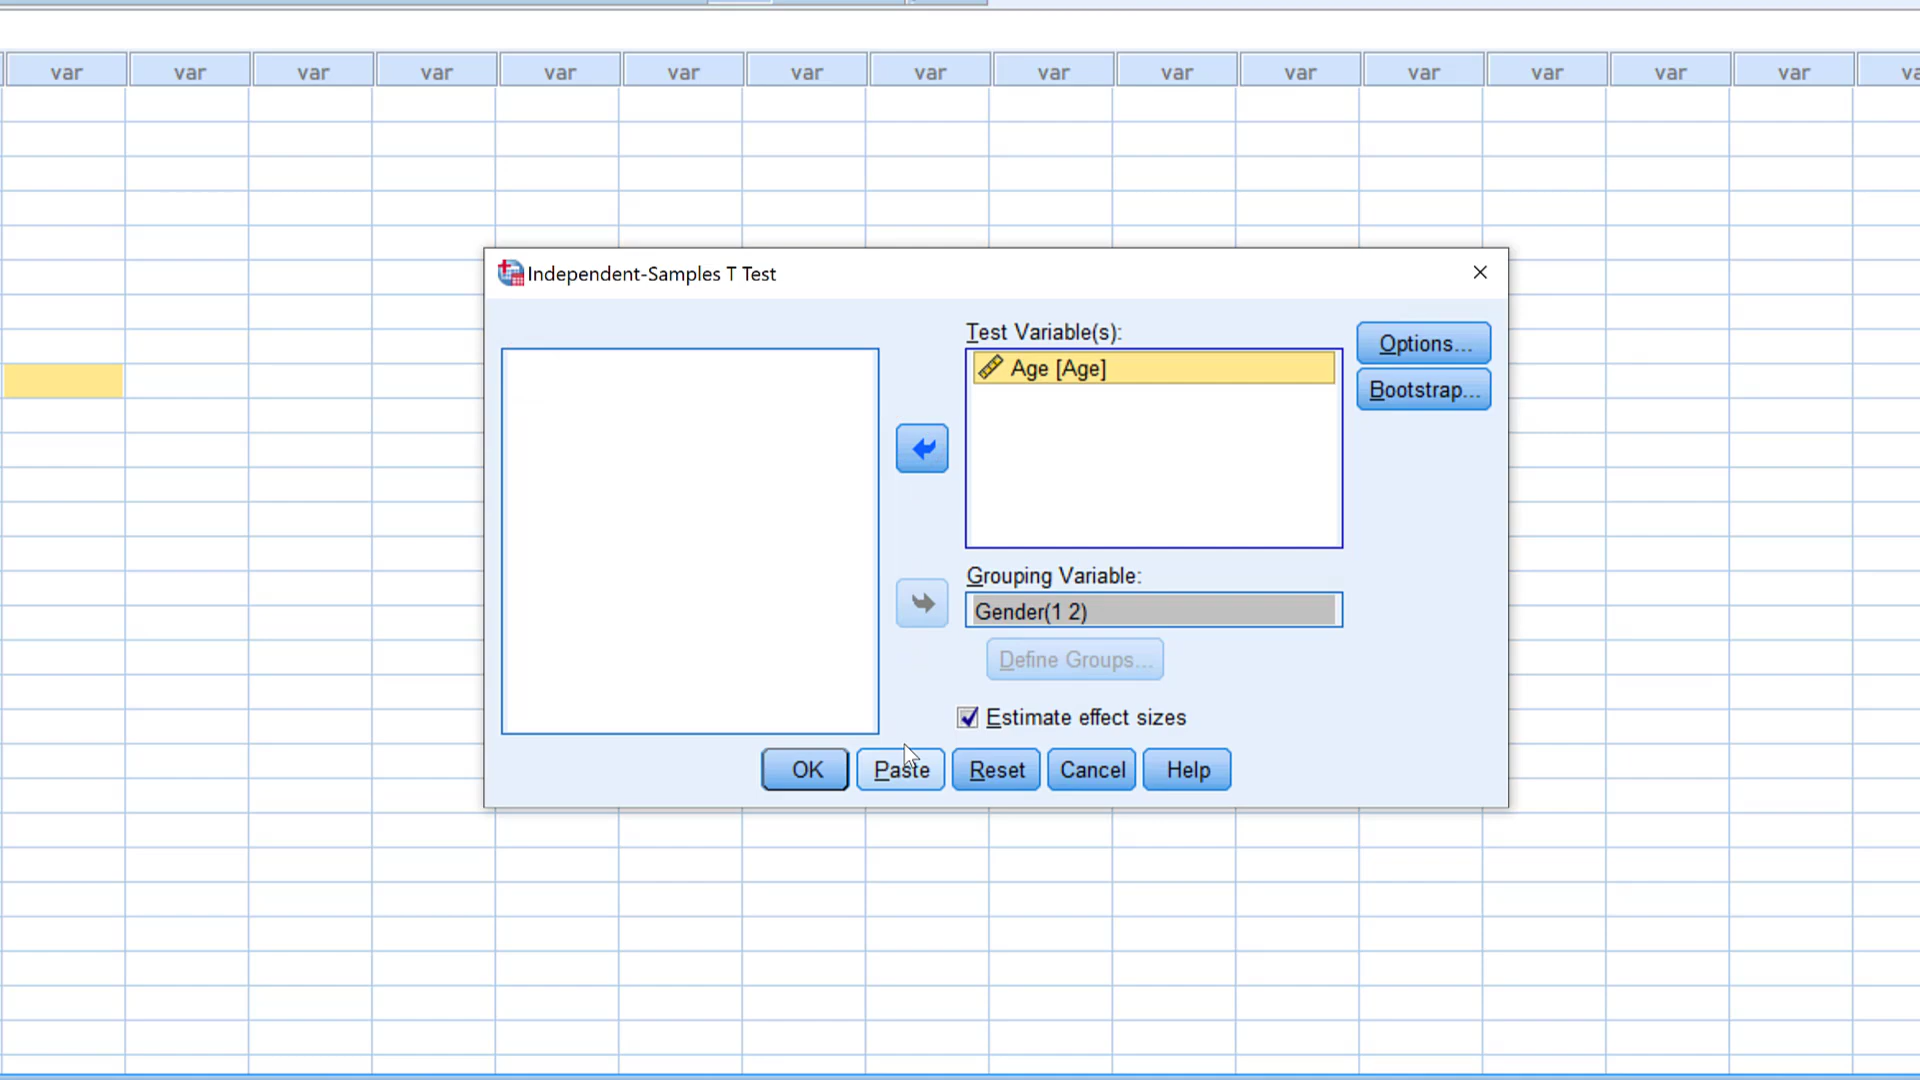 var var var var var var var var var var var var var var var va
Independent-Samples T Test
Test Variable(s):
Age [Age]
Options...
Bootstrap...
Grouping Variable:
Gender(1 2)
Define Groups...
Estimate effect sizes
OK Paste Reset Cancel Help